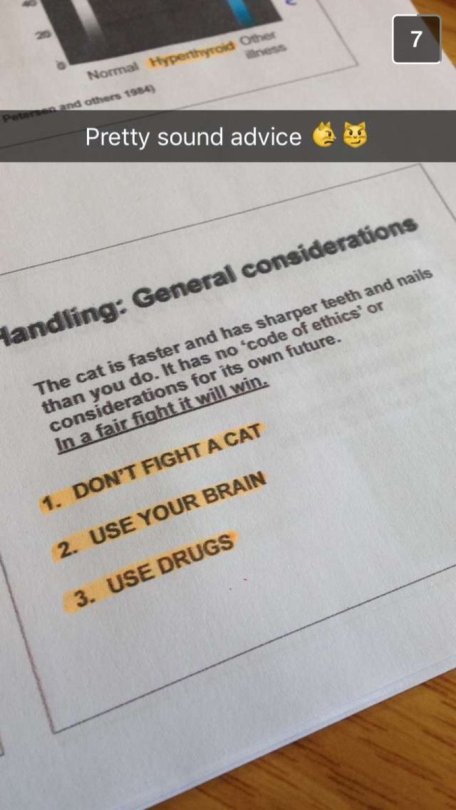 40
20
0
Normal Hyperthyroid Other
illness
Petersen and others 1984)
7
Pretty sound advice 😼😼
Handling: General considerations
The cat is faster and has sharper teeth and nails
than you do. It has no ‘code of ethics’ or
considerations for its own future.
In a fair fight it will win.
1. DON'T FIGHT A CAT
2. USE YOUR BRAIN
3. USE DRUGS